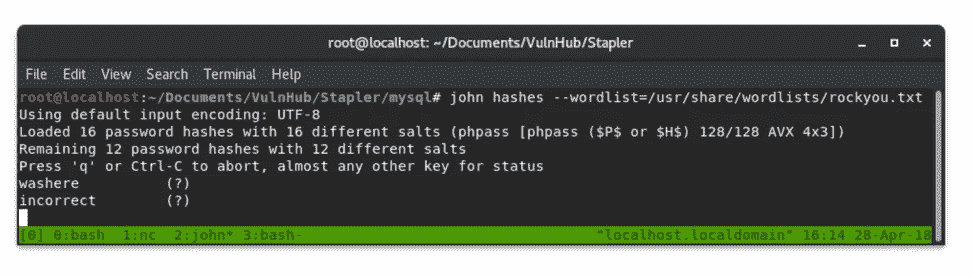 root@localhost: ~/Documents/VulnHub/Stapler
File Edit View Search Terminal Help
root@localhost:~/Documents/VulnHub/Stapler/mysql# john hashes --wordlist=/usr/share/wordlists/rockyou.txt
Using default input encoding: UTF-8
Loaded 16 password hashes with 16 different salts (phpass [phpass ($P$ or $H$) 128/128 AVX 4x3])
Remaining 12 password hashes with 12 different salts
Press 'q' or Ctrl-C to abort, almost any other key for status
washere (?)
incorrect (?)
[0] 0:bash 1:nc 2:john* 3:bash- "localhost.localdomain" 16:14 28-Apr-18